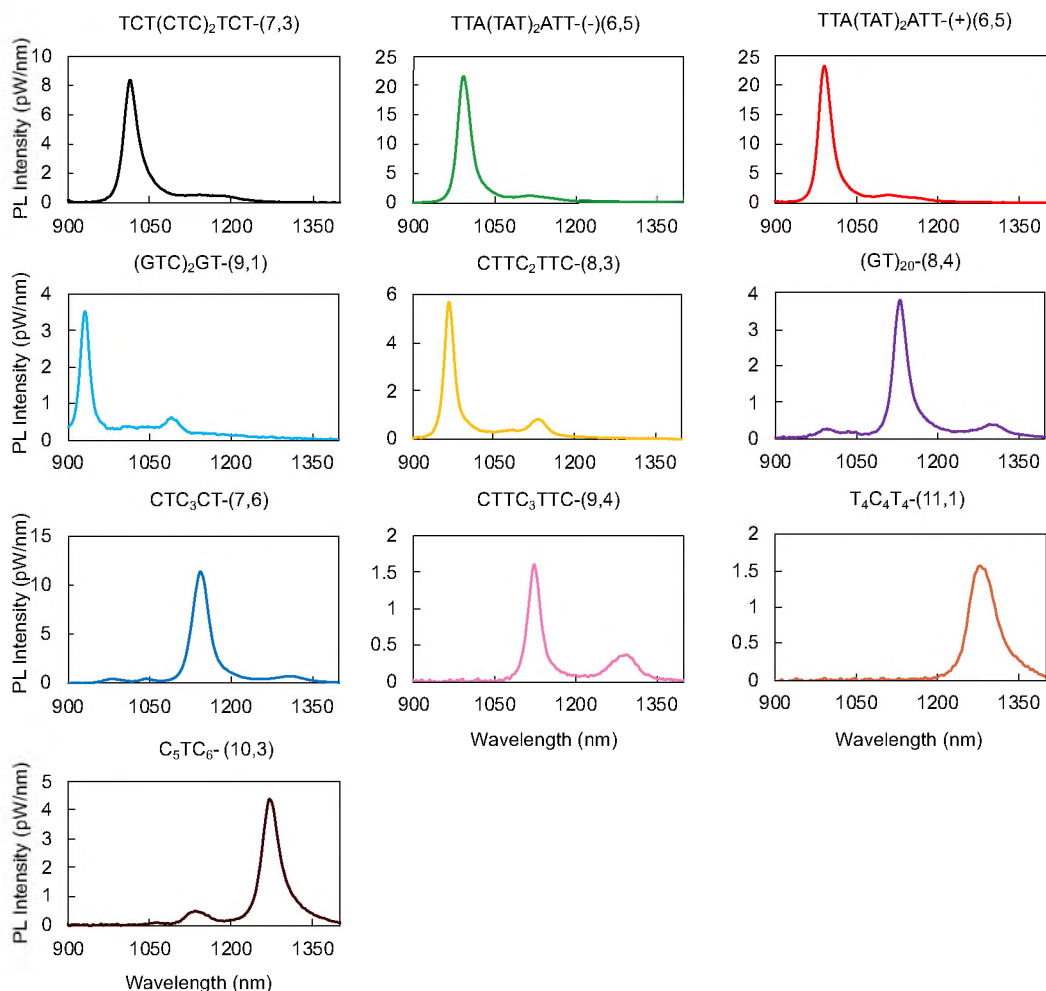 TCT(CTC)₂TCT-(7,3)
TTA(TAT)₂ATT-(-)(6,5)
TTA(TAT)₂ATT-(+)(6,5)
PL Intensity (pW/nm)
10
8
6
4
2
0
900 1050 1200 1350
25
20
15
10
5
0
900 1050 1200 1350
25
20
15
10
5
0
900 1050 1200 1350
(GTC)₂GT-(9,1)
CTTC₂TTC-(8,3)
(GT)₂₀-(8,4)
PL Intensity (pW/nm)
4
3
2
1
0
900 1050 1200 1350
6
4
2
0
900 1050 1200 1350
4
3
2
1
0
900 1050 1200 1350
CTC₃CT-(7,6)
CTTC₃TTC-(9,4)
T₄C₄T₄-(11,1)
PL Intensity (pW/nm)
15
10
5
0
900 1050 1200 1350
2
1.5
1
0.5
0
900 1050 1200 1350
Wavelength (nm)
2
1.5
1
0.5
0
900 1050 1200 1350
Wavelength (nm)
C₅TC₆- (10,3)
PL Intensity (pW/nm)
5
4
3
2
1
0
900 1050 1200 1350
Wavelength (nm)